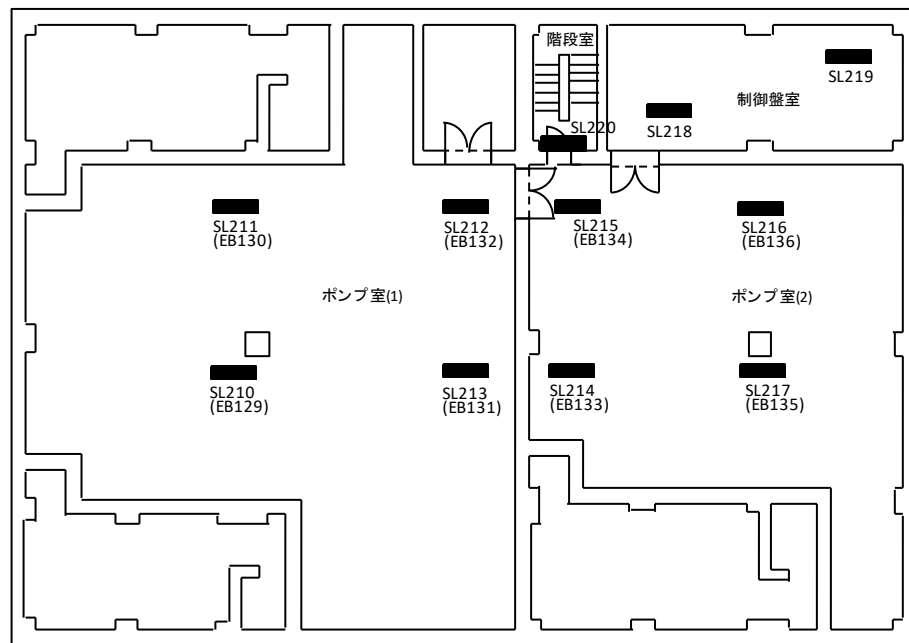 階段室
SL219
制御盤室
SL218
SL220
SL211
(EB130)
SL212
(EB132)
SL215
(EB134)
SL216
(EB136)
ポンプ室(1)
ポンプ室(2)
SL210
(EB129)
SL213
(EB131)
SL214
(EB133)
SL217
(EB135)